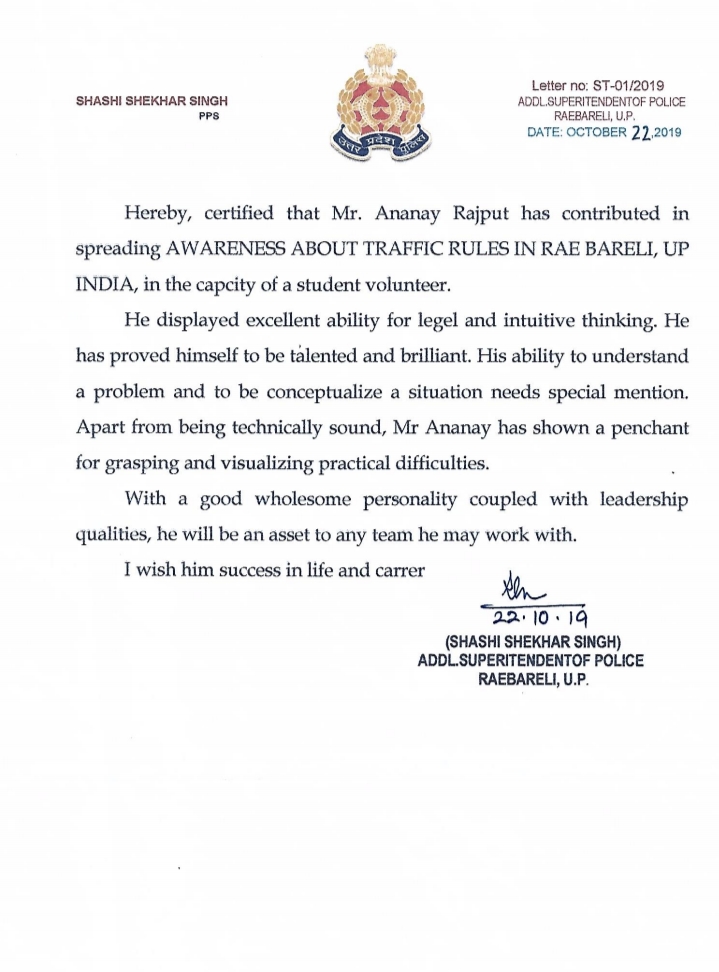 SHASHI SHEKHAR SINGH
PPS
उत्तर प्रदेश पुलिस
Letter no: ST-01/2019
ADDL.SUPERITENDENTOF POLICE
RAEBARELI, U.P.
DATE: OCTOBER 22,2019
Hereby, certified that Mr. Ananay Rajput has contributed in
spreading AWARENESS ABOUT TRAFFIC RULES IN RAE BARELI, UP
INDIA, in the capcity of a student volunteer.
He displayed excellent ability for legel and intuitive thinking. He
has proved himself to be talented and brilliant. His ability to understand
a problem and to be conceptualize a situation needs special mention.
Apart from being technically sound, Mr Ananay has shown a penchant
for grasping and visualizing practical difficulties.
With a good wholesome personality coupled with leadership
qualities, he will be an asset to any team he may work with.
I wish him success in life and carrer
22.10.19
(SHASHI SHEKHAR SINGH)
ADDL.SUPERITENDENTOF POLICE
RAEBARELI, U.P.